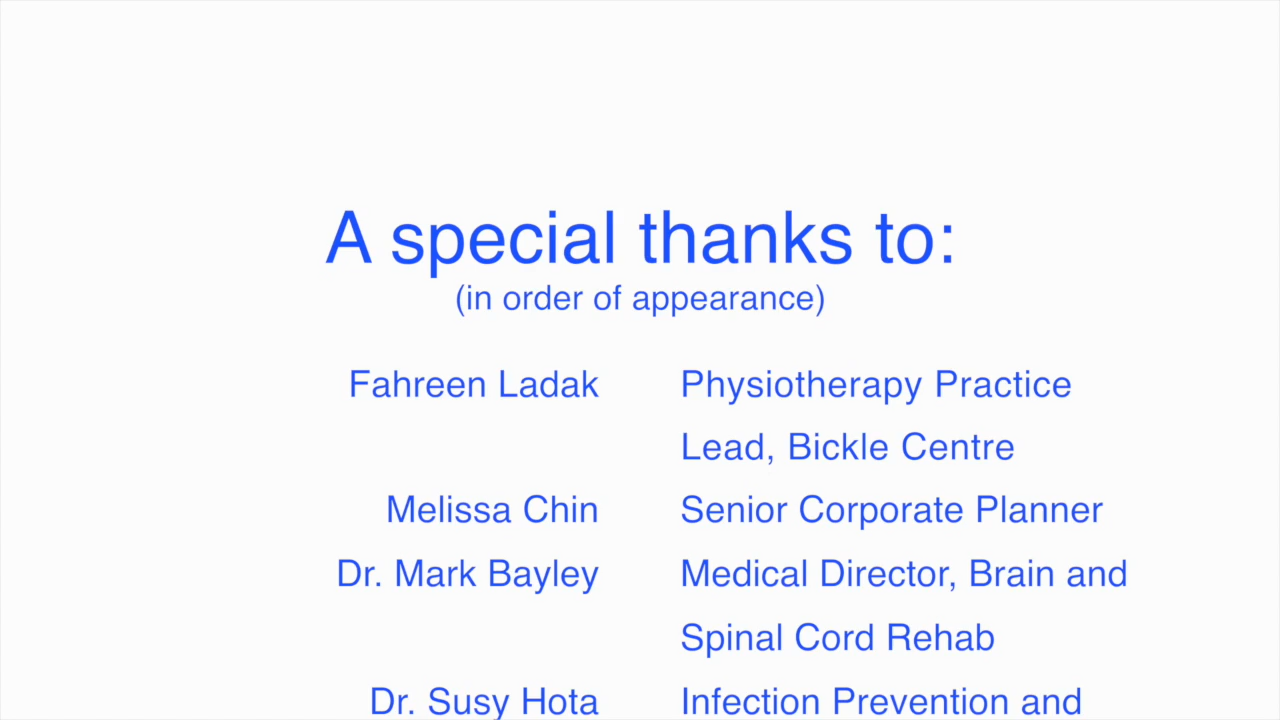 A special thanks to:
(in order of appearance)
Fahreen Ladak Physiotherapy Practice
Lead, Bickle Centre
Melissa Chin Senior Corporate Planner
Dr. Mark Bayley Medical Director, Brain and
Spinal Cord Rehab
Dr. Susy Hota Infection Prevention and